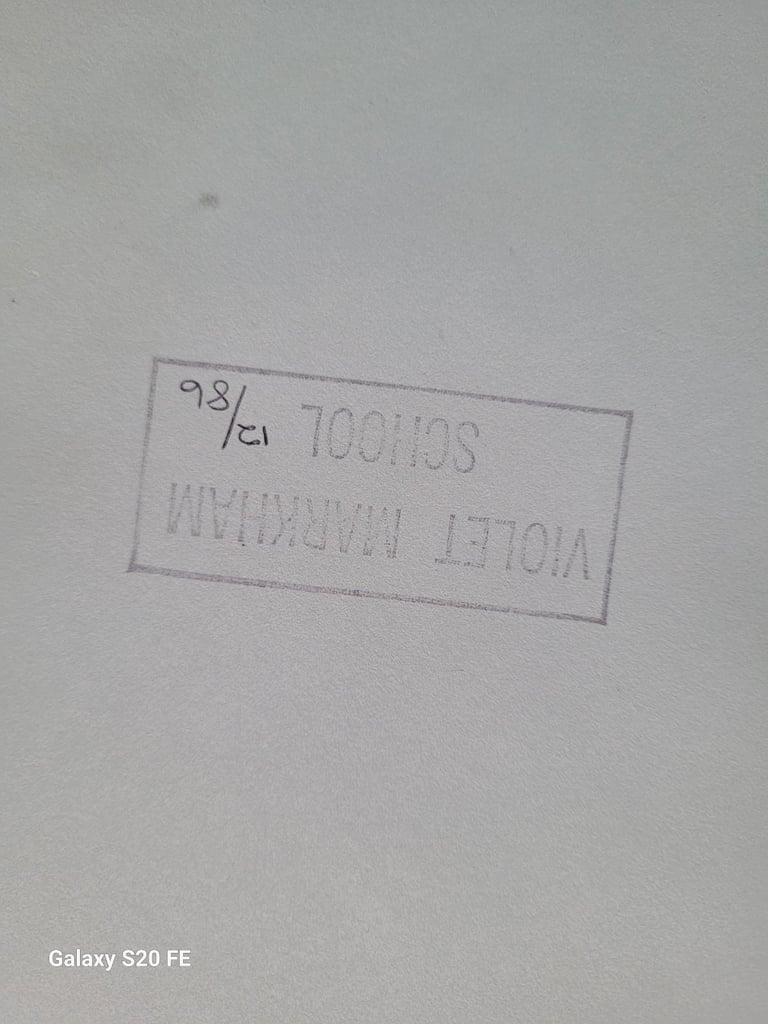 VIOLET MARKHAM
SCHOOL 12/86
Galaxy S20 FE